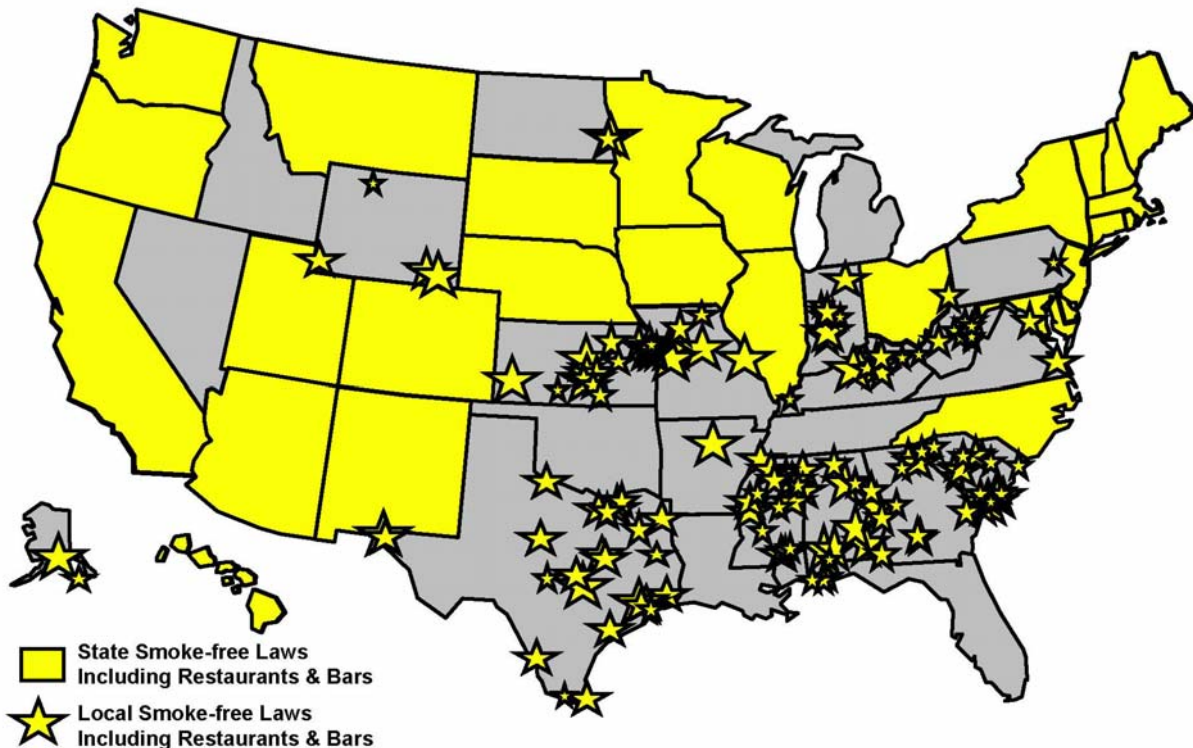 State Smoke-free Laws
Including Restaurants & Bars
Local Smoke-free Laws
Including Restaurants & Bars